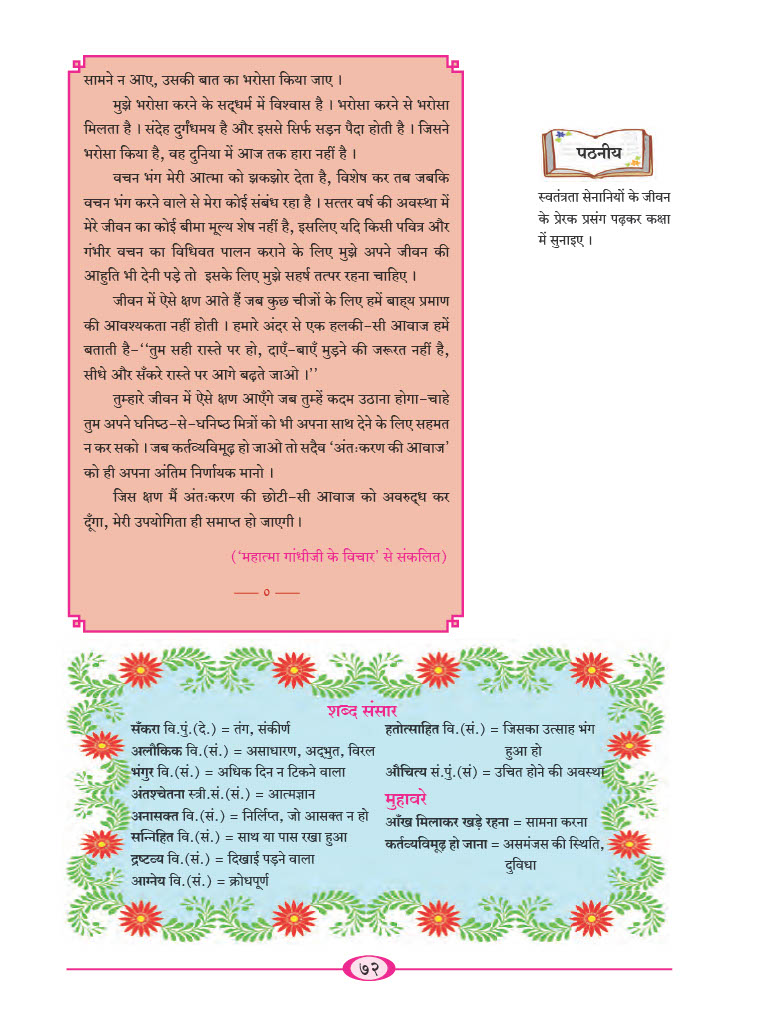 सामने न आए, उसकी बात का भरोसा किया जाए ।
मुझे भरोसा करने के सद्धर्म में विश्वास है । भरोसा करने से भरोसा
मिलता है । संदेह दुर्गंधमय है और इससे सिर्फ सड़न पैदा होती है । जिसने
भरोसा किया है, वह दुनिया में आज तक हारा नहीं है ।
वचन भंग मेरी आत्मा को झकझोर देता है, विशेष कर तब जबकि
वचन भंग करने वाले से मेरा कोई संबंध रहा है । सत्तर वर्ष की अवस्था में
मेरे जीवन का कोई बीमा मूल्य शेष नहीं है, इसलिए यदि किसी पवित्र और
गंभीर वचन का विधिवत पालन कराने के लिए मुझे अपने जीवन की
आहुति भी देनी पड़े तो इसके लिए मुझे सहर्ष तत्पर रहना चाहिए ।
जीवन में ऐसे क्षण आते हैं जब कुछ चीजों के लिए हमें बाह्य प्रमाण
की आवश्यकता नहीं होती । हमारे अंदर से एक हलकी-सी आवाज हमें
बताती है-‘‘तुम सही रास्ते पर हो, दाएँ-बाएँ मुड़ने की जरूरत नहीं है,
सीधे और सँकरे रास्ते पर आगे बढ़ते जाओ ।’’
तुम्हारे जीवन में ऐसे क्षण आएँगे जब तुम्हें कदम उठाना होगा-चाहे
तुम अपने घनिष्ठ-से-घनिष्ठ मित्रों को भी अपना साथ देने के लिए सहमत
न कर सको । जब कर्तव्यविमूढ़ हो जाओ तो सदैव ‘अंतःकरण की आवाज’
को ही अपना अंतिम निर्णायक मानो ।
जिस क्षण मैं अंतःकरण की छोटी-सी आवाज को अवरुद्ध कर
दूँगा, मेरी उपयोगिता ही समाप्त हो जाएगी ।
(‘महात्मा गांधीजी के विचार’ से संकलित)
—— ० ——
पठनीय
स्वतंत्रता सेनानियों के जीवन
के प्रेरक प्रसंग पढ़कर कक्षा
में सुनाइए ।
शब्द संसार
सँकरा वि.पुं.(दे.) = तंग, संकीर्ण
अलौकिक वि.(सं.) = असाधारण, अद्भुत, विरल
भंगुर वि.(सं.) = अधिक दिन न टिकने वाला
अंतश्चेतना स्त्री.सं.(सं.) = आत्मज्ञान
अनासक्त वि.(सं.) = निर्लिप्त, जो आसक्त न हो
सन्निहित वि.(सं.) = साथ या पास रखा हुआ
द्रष्टव्य वि.(सं.) = दिखाई पड़ने वाला
आग्नेय वि.(सं.) = क्रोधपूर्ण
हतोत्साहित वि.(सं.) = जिसका उत्साह भंग
हुआ हो
औचित्य सं.पुं.(सं) = उचित होने की अवस्था
मुहावरे
आँख मिलाकर खड़े रहना = सामना करना
कर्तव्यविमूढ़ हो जाना = असमंजस की स्थिति,
दुविधा
७२